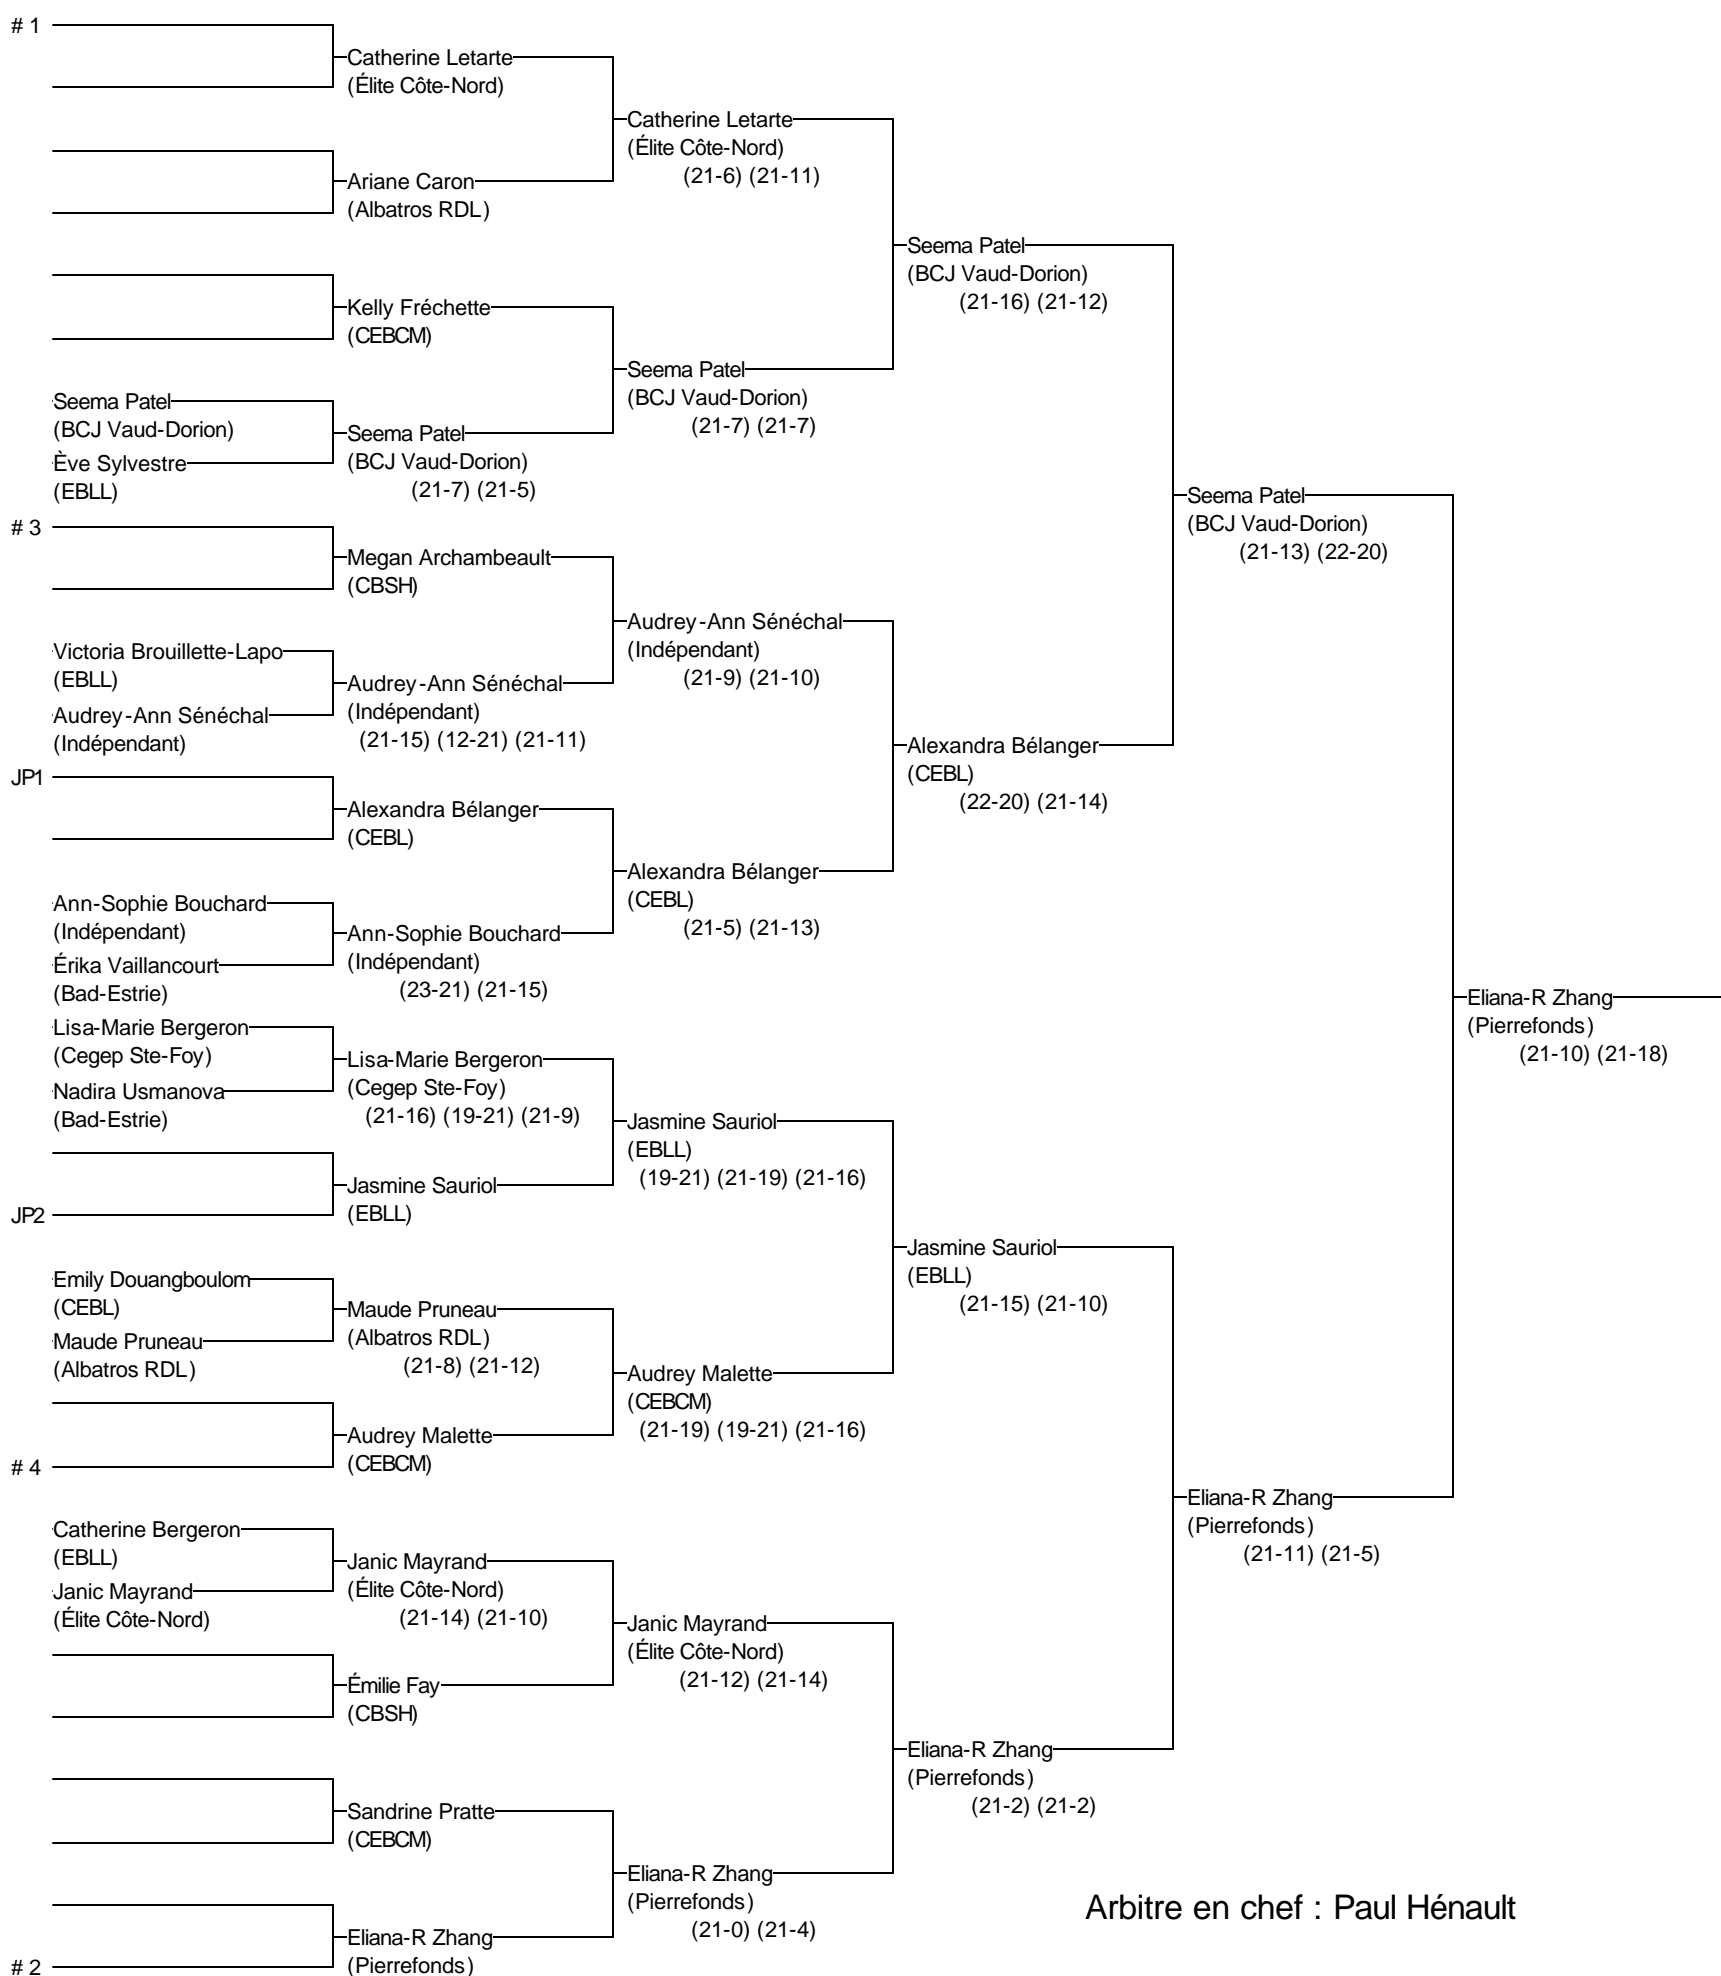 # 1
Catherine Letarte
(Élite Côte-Nord)
Catherine Letarte
(Élite Côte-Nord)
(21-6) (21-11)
Ariane Caron
(Albatros RDL)
Seema Patel
(BCJ Vaud-Dorion)
(21-16) (21-12)
Kelly Fréchette
(CEBCM)
Seema Patel
(BCJ Vaud-Dorion)
(21-7) (21-7)
Seema Patel
(BCJ Vaud-Dorion)
Seema Patel
(BCJ Vaud-Dorion)
(21-7) (21-5)
Ève Sylvestre
(EBLL)
Seema Patel
(BCJ Vaud-Dorion)
(21-13) (22-20)
# 3
Megan Archambeault
(CBSH)
Audrey-Ann Sénéchal
(Indépendant)
(21-9) (21-10)
Victoria Brouillette-Lapo
(EBLL)
Audrey-Ann Sénéchal
(Indépendant)
(21-15) (12-21) (21-11)
Audrey-Ann Sénéchal
(Indépendant)
Alexandra Bélanger
(CEBL)
(22-20) (21-14)
JP1
Alexandra Bélanger
(CEBL)
Alexandra Bélanger
(CEBL)
(21-5) (21-13)
Ann-Sophie Bouchard
(Indépendant)
Ann-Sophie Bouchard
(Indépendant)
(23-21) (21-15)
Érika Vaillancourt
(Bad-Estrie)
Eliana-R Zhang
(Pierrefonds)
(21-10) (21-18)
Lisa-Marie Bergeron
(Cegep Ste-Foy)
Lisa-Marie Bergeron
(Cegep Ste-Foy)
(21-16) (19-21) (21-9)
Nadira Usmanova
(Bad-Estrie)
Jasmine Sauriol
(EBLL)
(19-21) (21-19) (21-16)
Jasmine Sauriol
(EBLL)
JP2
Jasmine Sauriol
(EBLL)
(21-15) (21-10)
Emily Douangboulom
(CEBL)
Maude Pruneau
(Albatros RDL)
(21-8) (21-12)
Maude Pruneau
(Albatros RDL)
Audrey Malette
(CEBCM)
(21-19) (19-21) (21-16)
Audrey Malette
(CEBCM)
# 4
Eliana-R Zhang
(Pierrefonds)
(21-11) (21-5)
Catherine Bergeron
(EBLL)
Janic Mayrand
(Élite Côte-Nord)
(21-14) (21-10)
Janic Mayrand
(Élite Côte-Nord)
Janic Mayrand
(Élite Côte-Nord)
(21-12) (21-14)
Émilie Fay
(CBSH)
Eliana-R Zhang
(Pierrefonds)
(21-2) (21-2)
Sandrine Pratte
(CEBCM)
Eliana-R Zhang
(Pierrefonds)
(21-0) (21-4)
Arbitre en chef : Paul Hénault
Eliana-R Zhang
(Pierrefonds)
# 2